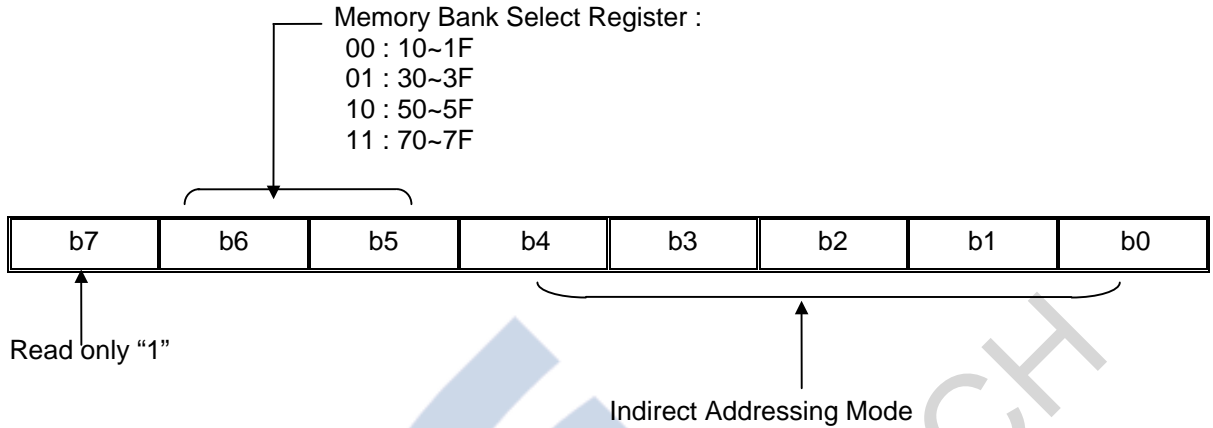 Memory Bank Select Register :
00 : 10~1F
01 : 30~3F
10 : 50~5F
11 : 70~7F
b7 b6 b5 b4 b3 b2 b1 b0
Read only “1”
Indirect Addressing Mode
CH